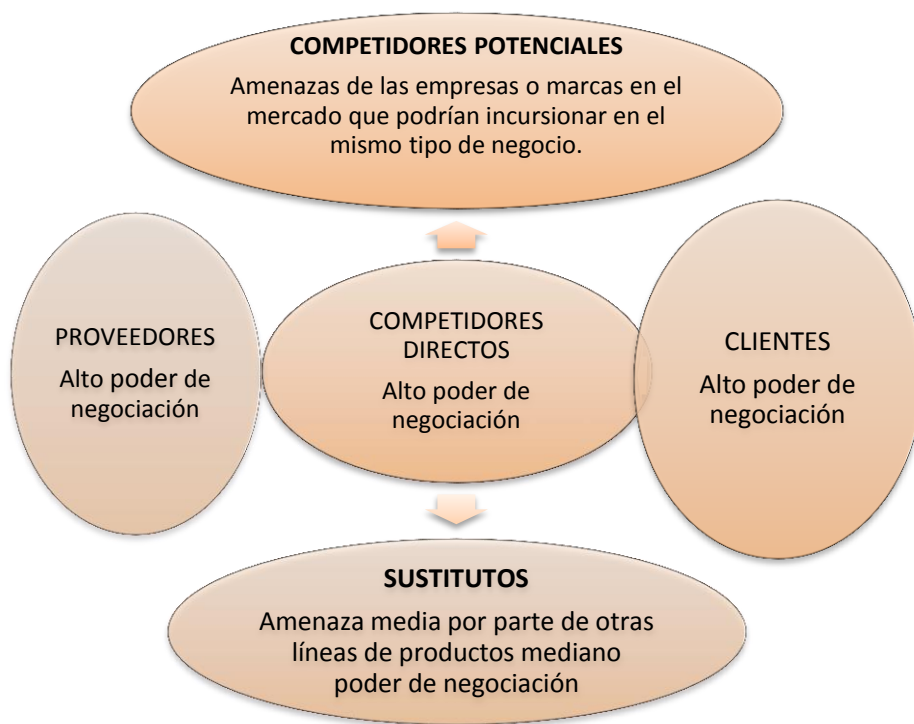 COMPETIDORES POTENCIALES
Amenazas de las empresas o marcas en el
mercado que podrían incursionar en el
mismo tipo de negocio.
PROVEEDORES
Alto poder de
negociación
COMPETIDORES
DIRECTOS
Alto poder de
negociación
CLIENTES
Alto poder de
negociación
SUSTITUTOS
Amenaza media por parte de otras
líneas de productos mediano
poder de negociación